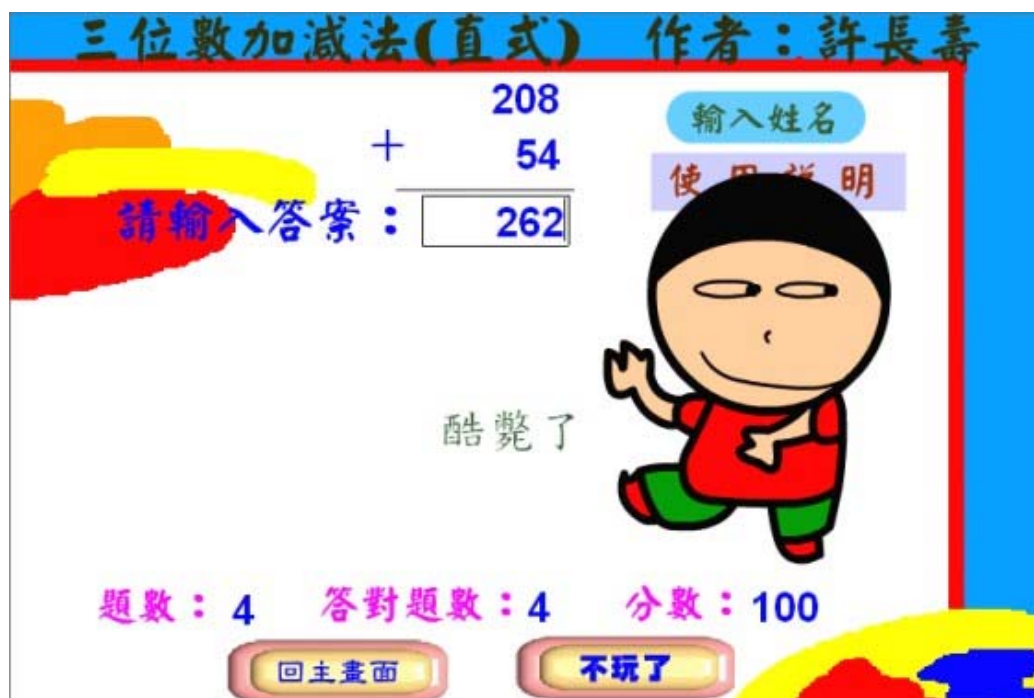 三位數加減法(直式) 作者：許長壽
208
+ 54
請輸入答案： 262
輸入姓名
使用說明
酷斃了
題數：4 答對題數：4 分數：100
回主畫面 不玩了